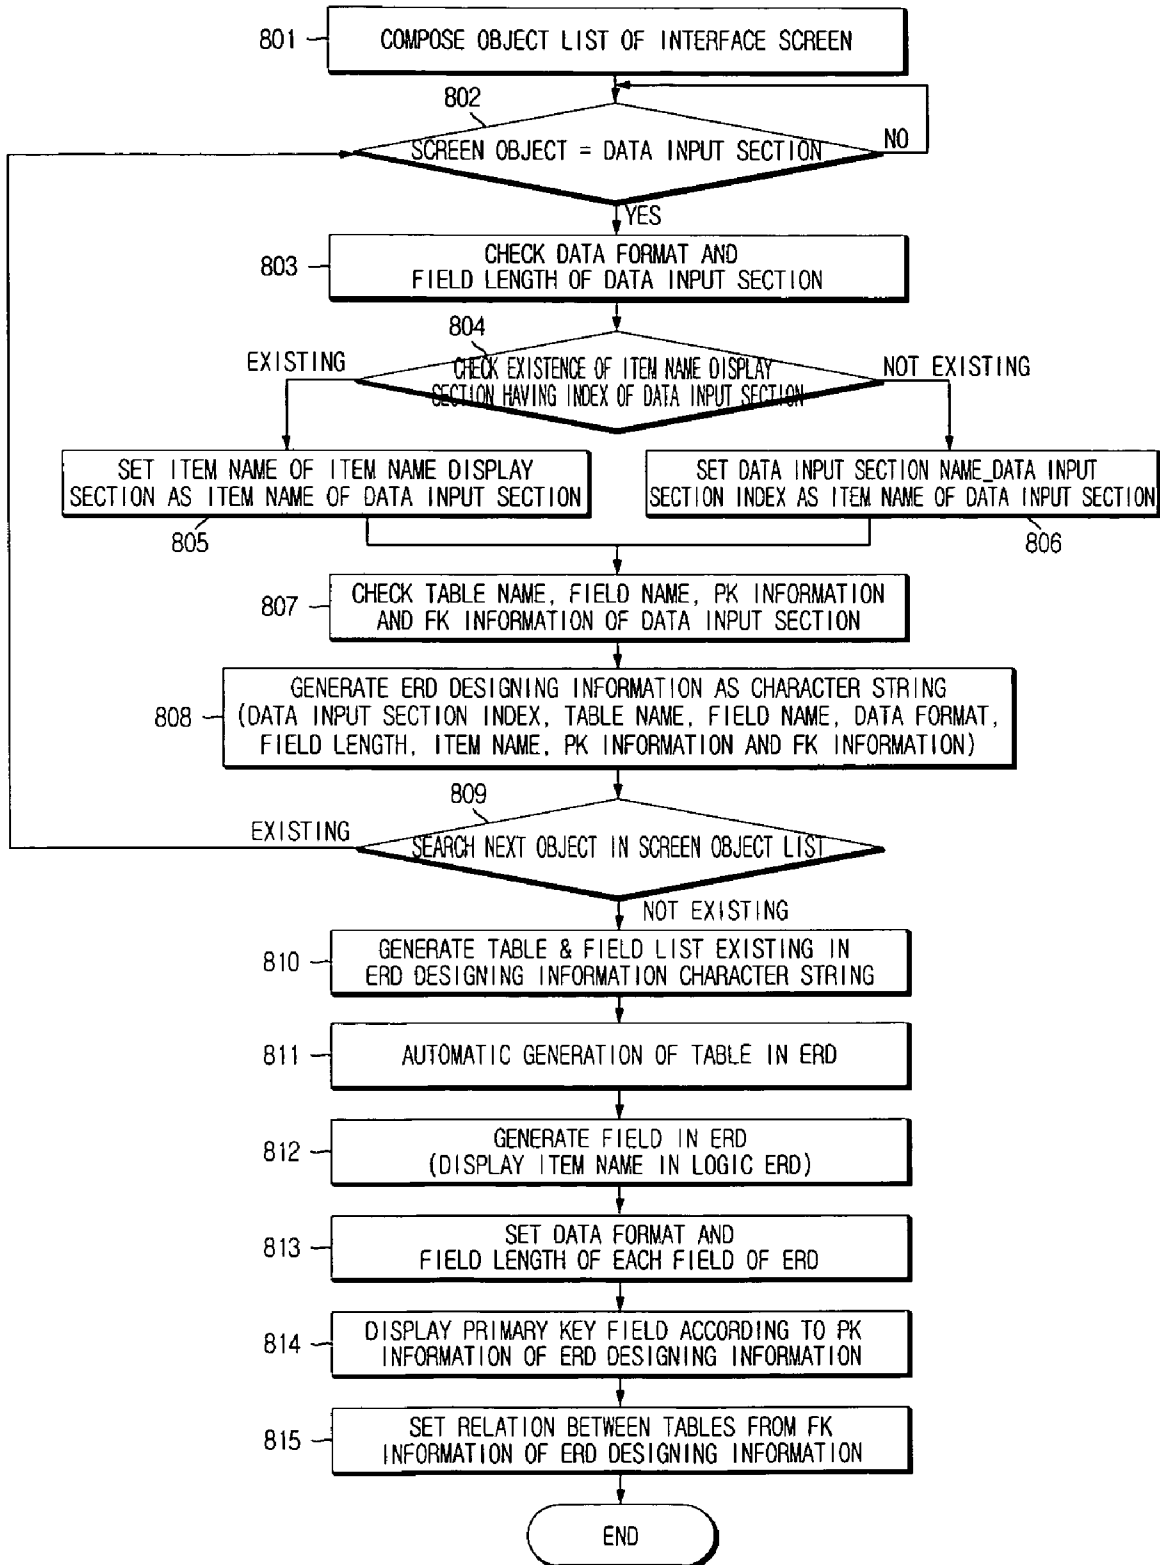 801
COMPOSE OBJECT LIST OF INTERFACE SCREEN
802
SCREEN OBJECT = DATA INPUT SECTION
NO
YES
803
CHECK DATA FORMAT AND
FIELD LENGTH OF DATA INPUT SECTION
804
EXISTING
CHECK EXISTENCE OF ITEM NAME DISPLAY
SECTION HAVING INDEX OF DATA INPUT SECTION
NOT EXISTING
SET ITEM NAME OF ITEM NAME DISPLAY
SECTION AS ITEM NAME OF DATA INPUT SECTION
805
SET DATA INPUT SECTION NAME_DATA INPUT
SECTION INDEX AS ITEM NAME OF DATA INPUT SECTION
806
807
CHECK TABLE NAME, FIELD NAME, PK INFORMATION
AND FK INFORMATION OF DATA INPUT SECTION
808
GENERATE ERD DESIGNING INFORMATION AS CHARACTER STRING
(DATA INPUT SECTION INDEX, TABLE NAME, FIELD NAME, DATA FORMAT,
FIELD LENGTH, ITEM NAME, PK INFORMATION AND FK INFORMATION)
809
EXISTING
SEARCH NEXT OBJECT IN SCREEN OBJECT LIST
NOT EXISTING
810
GENERATE TABLE & FIELD LIST EXISTING IN
ERD DESIGNING INFORMATION CHARACTER STRING
811
AUTOMATIC GENERATION OF TABLE IN ERD
812
GENERATE FIELD IN ERD
(DISPLAY ITEM NAME IN LOGIC ERD)
813
SET DATA FORMAT AND
FIELD LENGTH OF EACH FIELD OF ERD
814
DISPLAY PRIMARY KEY FIELD ACCORDING TO PK
INFORMATION OF ERD DESIGNING INFORMATION
815
SET RELATION BETWEEN TABLES FROM FK
INFORMATION OF ERD DESIGNING INFORMATION
END